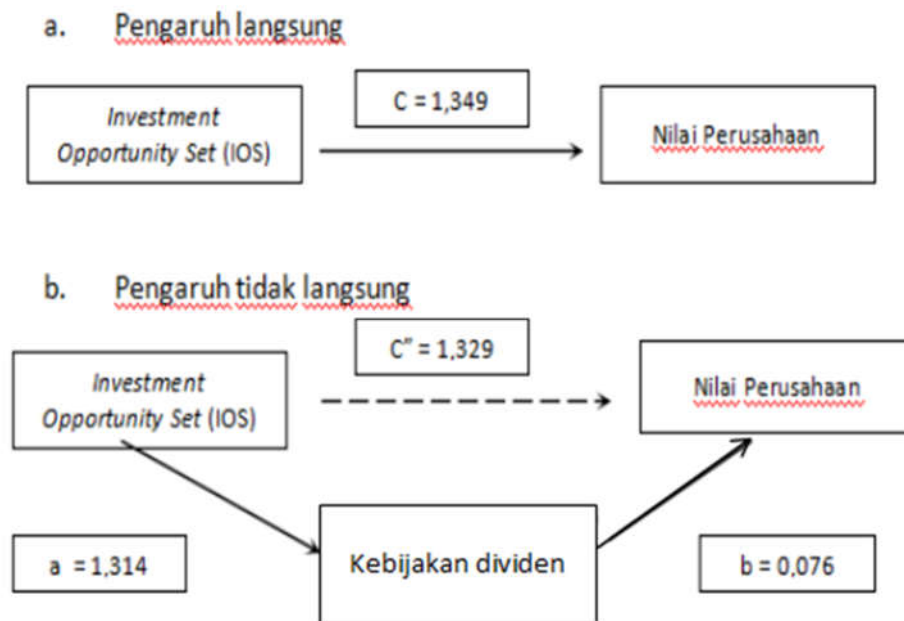 a. Pengaruh langsung
C = 1,349
Investment
Opportunity Set (IOS)
Nilai Perusahaan
b. Pengaruh tidak langsung
C" = 1,329
Investment
Opportunity Set (IOS)
Nilai Perusahaan
Kebijakan dividen
a = 1,314
b = 0,076